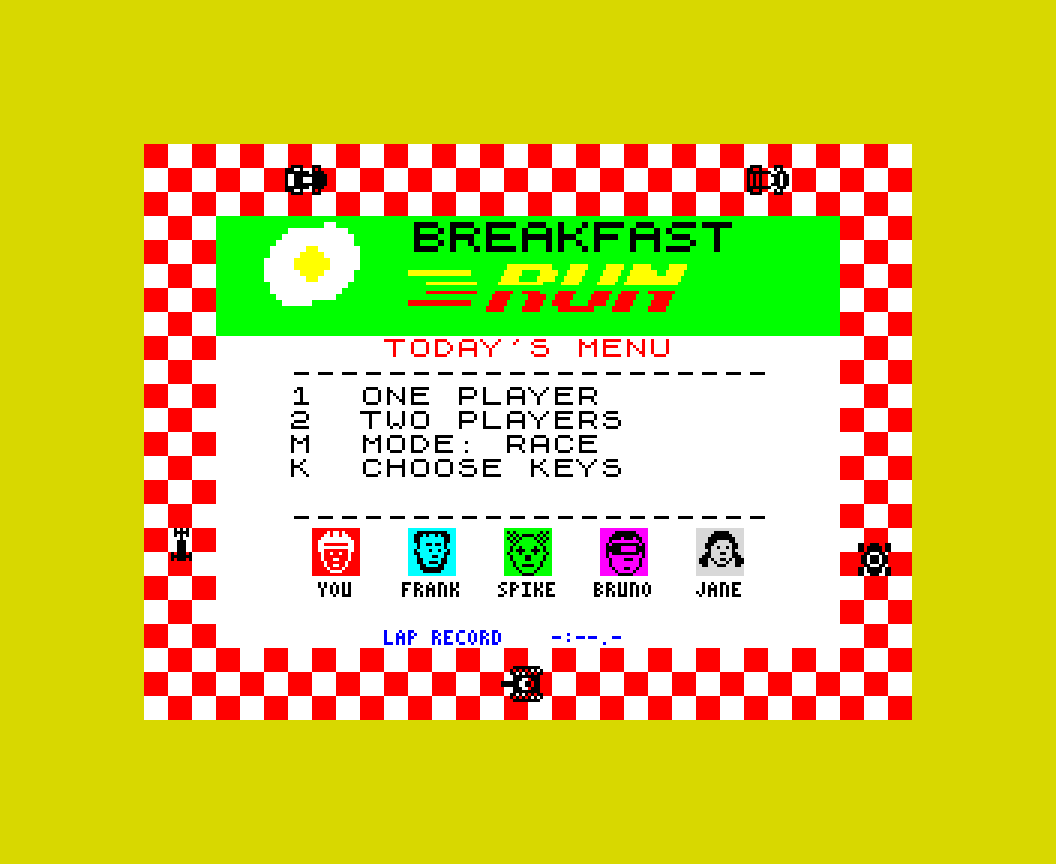 BREAKFAST
RUN
TODAY'S MENU
--------------------
1 ONE PLAYER
2 TWO PLAYERS
M MODE: RACE
K CHOOSE KEYS
--------------------
YOU FRANK SPIKE BRUNO JANE
LAP RECORD -:--.-